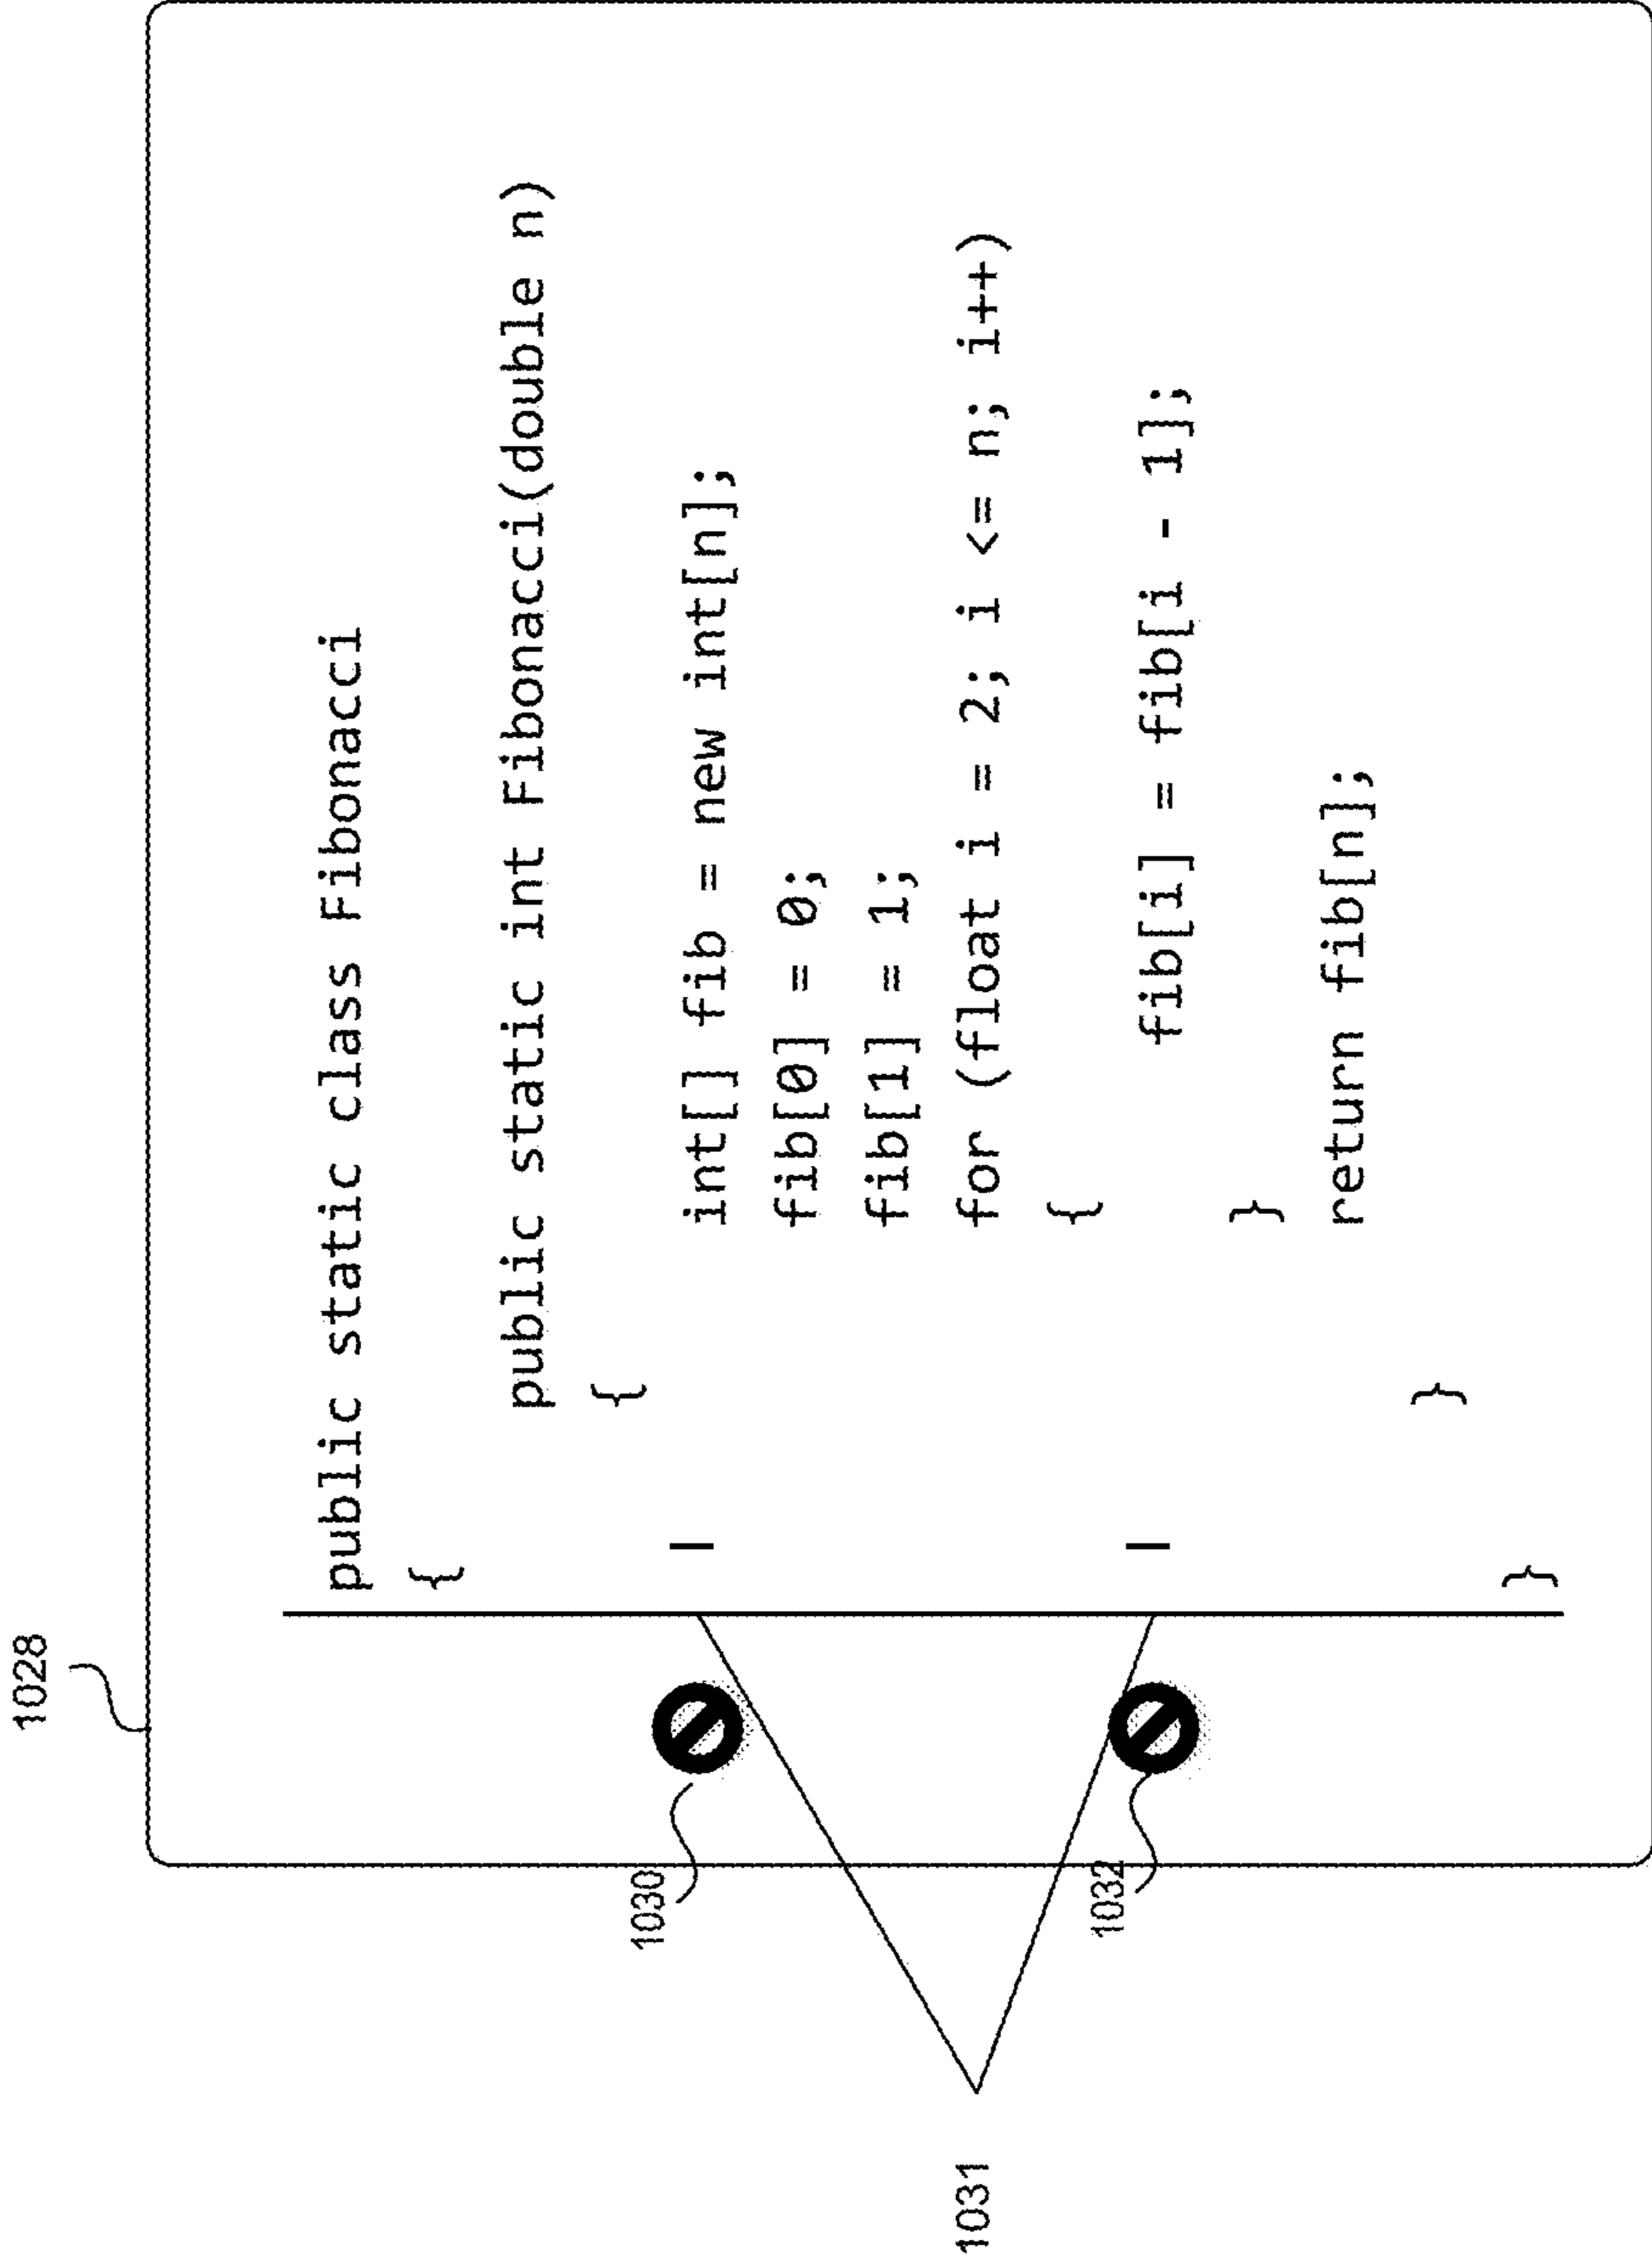 1028
public static class Fibonacci
{
public static int Fibonacci(double n)
{
1030
int[] fib = new int[n];
fib[0] = 0;
fib[1] = 1;
1031
for (float i = 2; i <= n; i++)
{
1032
fib[i] = fib[i - 1];
}
return fib[n];
}
}